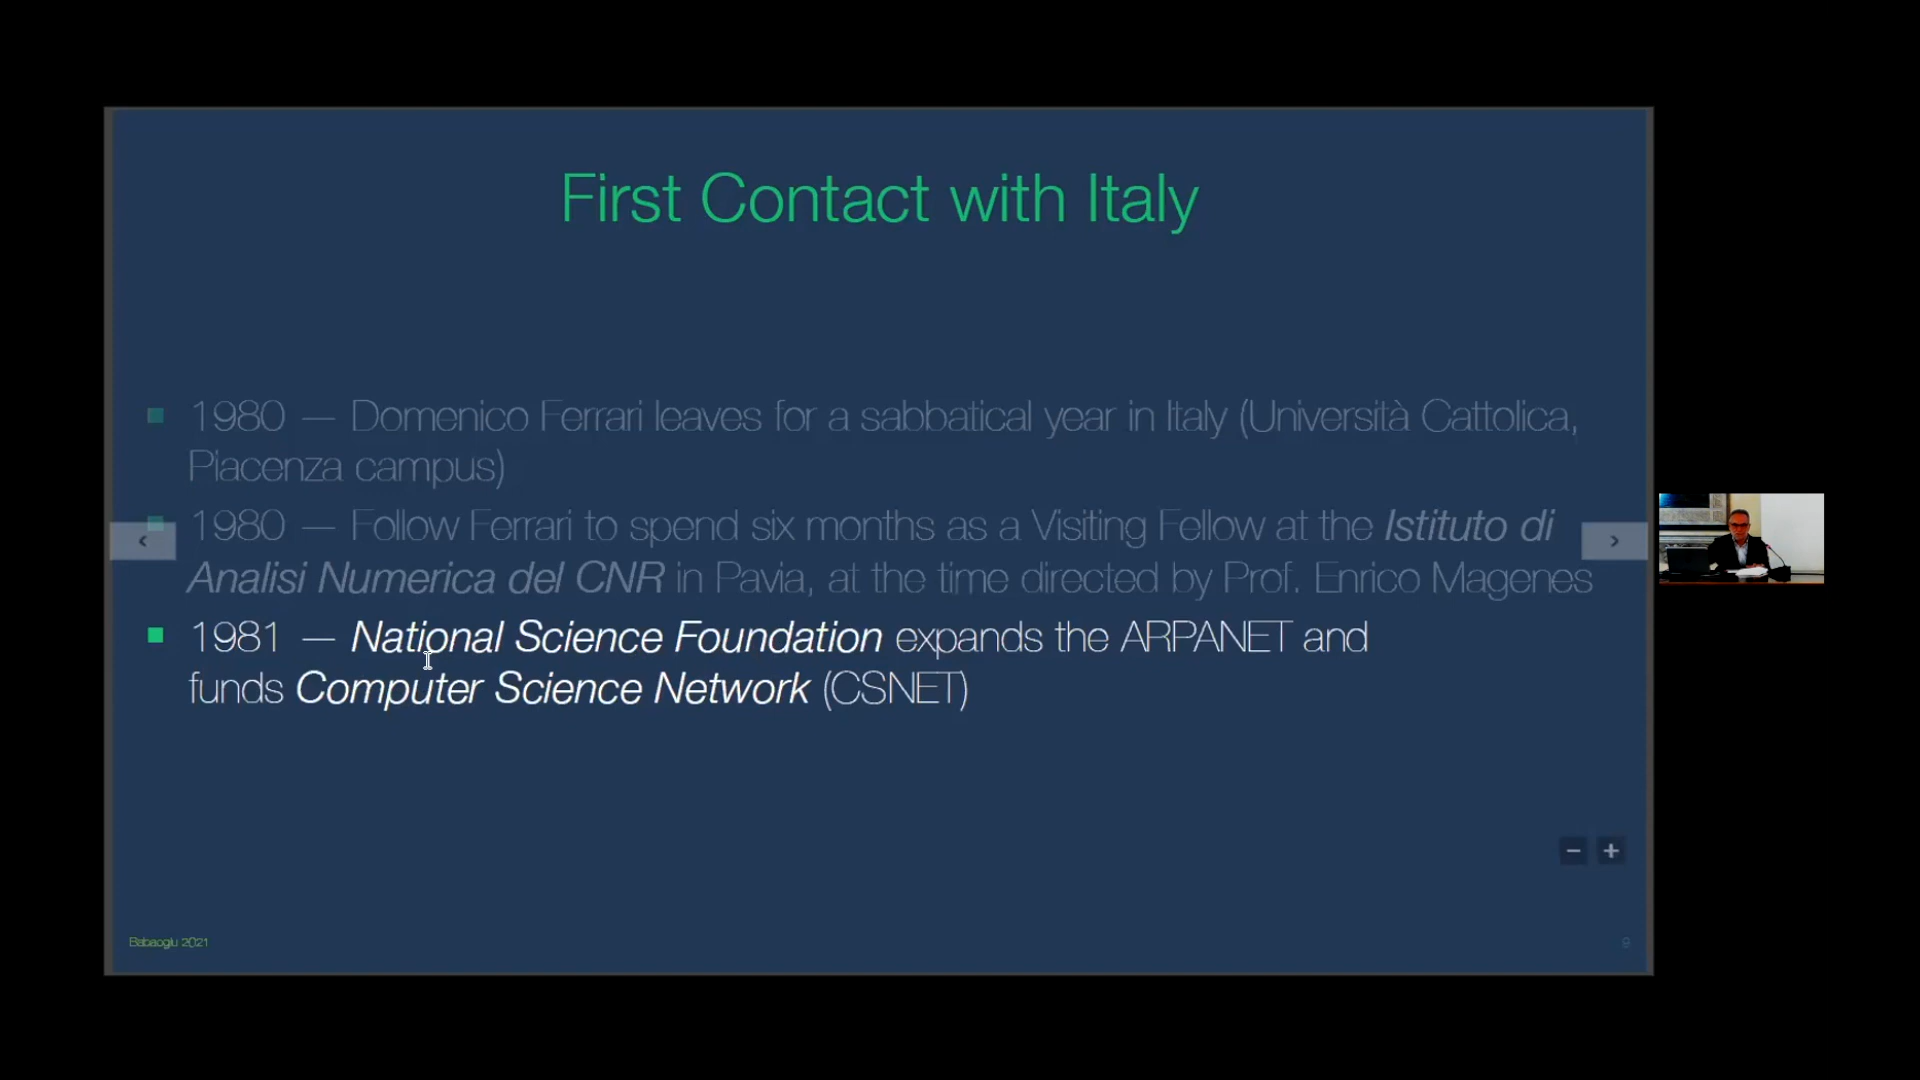 First Contact with Italy
1980 — Domenico Ferrari leaves for a sabbatical year in Italy (Università Cattolica,
Piacenza campus)
1980 — Follow Ferrari to spend six months as a Visiting Fellow at the Istituto di
Analisi Numerica del CNR in Pavia, at the time directed by Prof. Enrico Magenes
1981 — National Science Foundation expands the ARPANET and
funds Computer Science Network (CSNET)
Babaoglu 2021
9